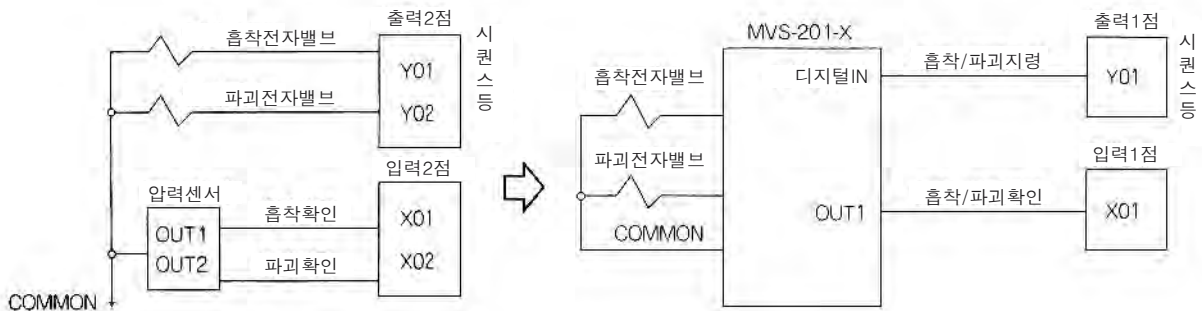 출력2점
시퀀스등
흡착전자밸브
Y01
파괴전자밸브
Y02
입력2점
압력센서
흡착확인
X01
OUT1
OUT2
파괴확인
X02
COMMON
MVS-201-X
출력1점
시퀀스등
디지털IN
흡착/파괴지령
Y01
흡착전자밸브
파괴전자밸브
입력1점
OUT1
흡착/파괴확인
X01
COMMON